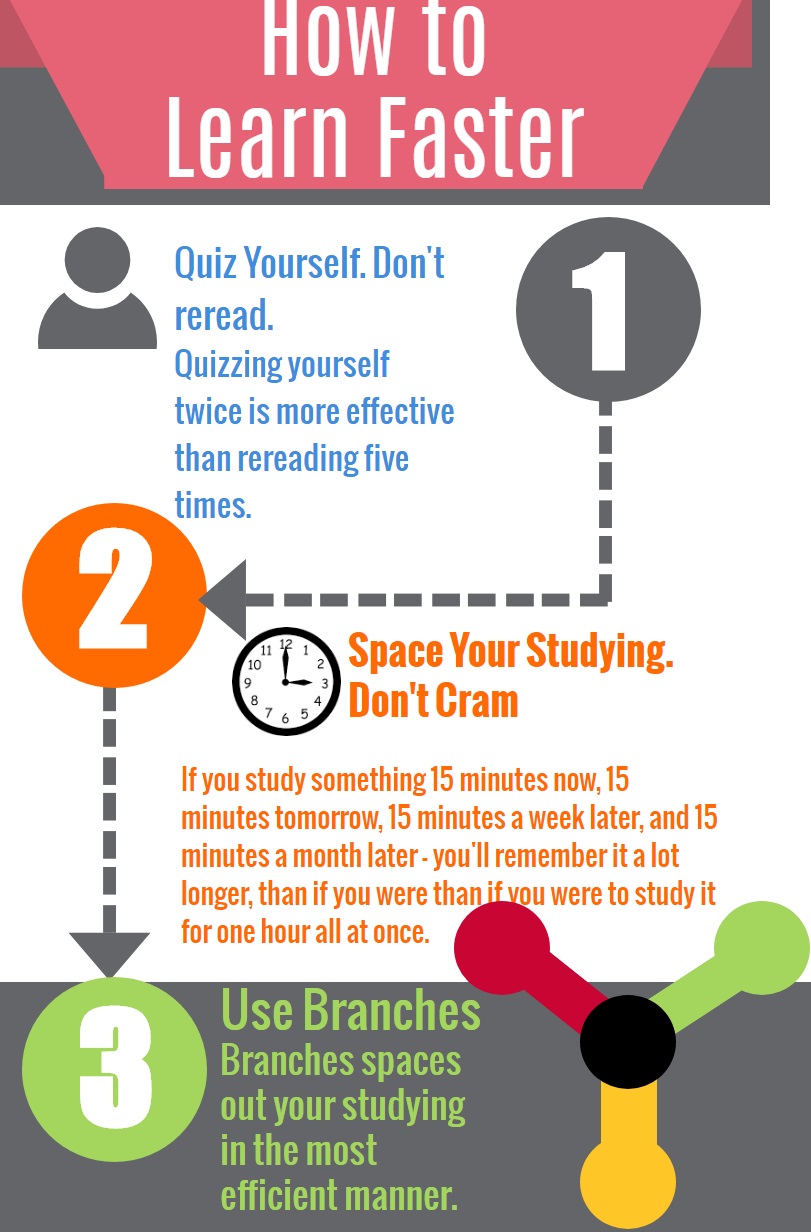 How to
Learn Faster
Quiz Yourself. Don't
reread.
Quizzing yourself
twice is more effective
than rereading five
times.
1
2
12
11
1
10
2
9
3
8
4
7
5
6
Space Your Studying.
Don't Cram
If you study something 15 minutes now, 15
minutes tomorrow, 15 minutes a week later, and 15
minutes a month later - you'll remember it a lot
longer, than if you were than if you were to study it
for one hour all at once.
3
Use Branches
Branches spaces
out your studying
in the most
efficient manner.